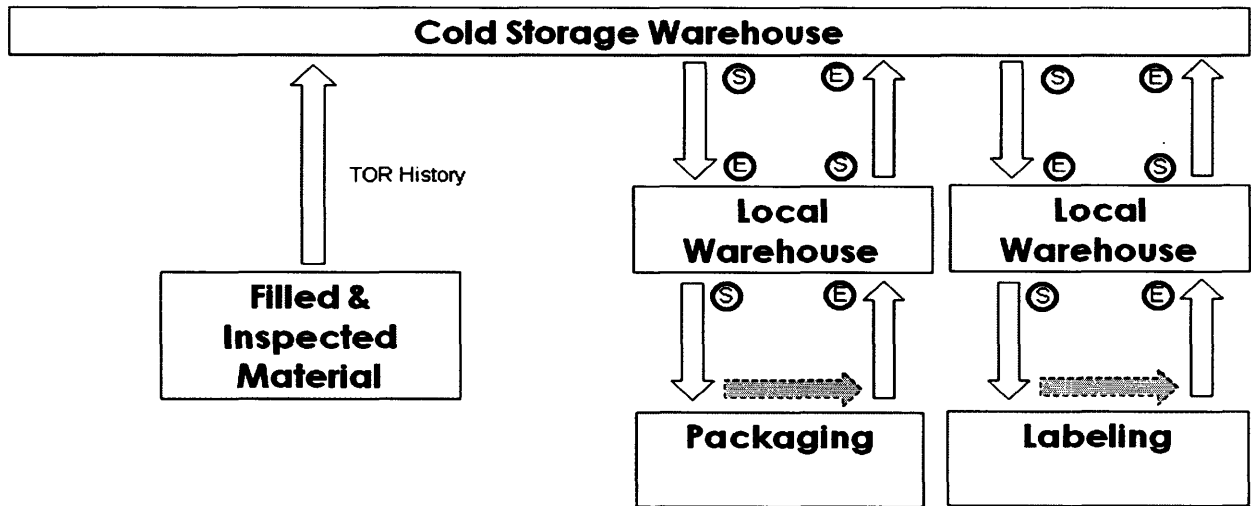 Cold Storage Warehouse
S E S E
TOR History
E S E S
Local
Warehouse
Local
Warehouse
Filled &
Inspected
Material
S E S E
Packaging
Labeling